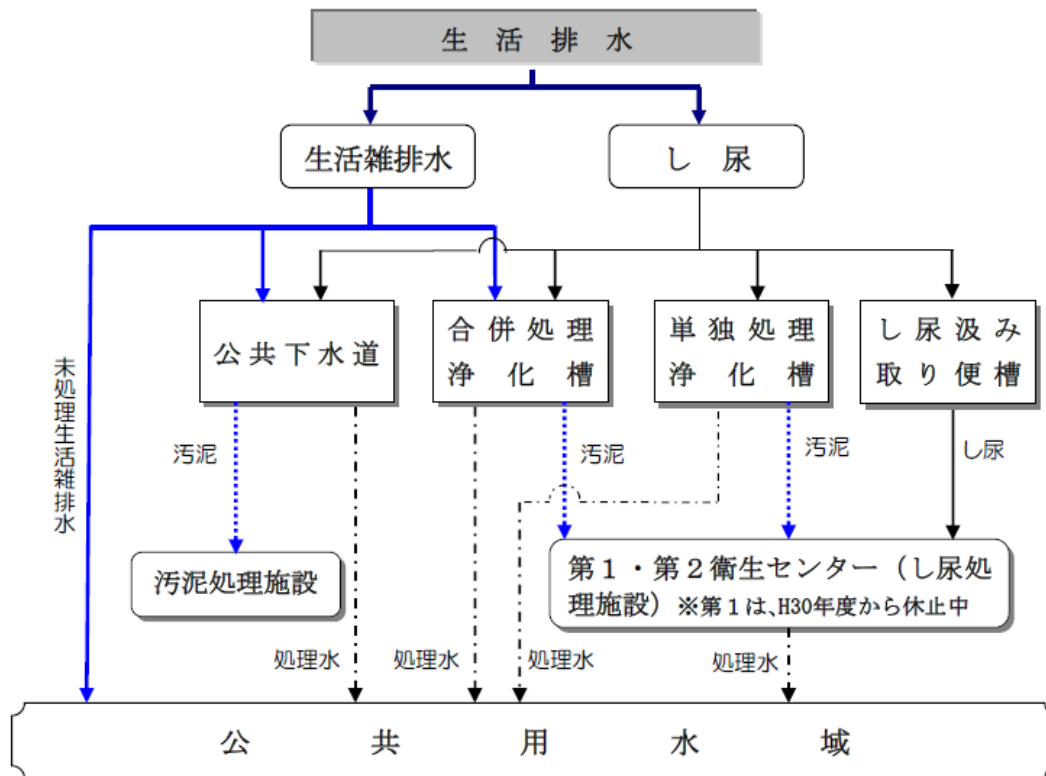 生活排水
生活雑排水
し尿
公共下水道
合併処理
浄化槽
単独処理
浄化槽
し尿汲み
取り便槽
未処理生活雑排水
汚泥
汚泥
汚泥
し尿
汚泥処理施設
第1・第2衛生センター（し尿処
理施設）※第1は、H30年度から休止中
処理水
処理水
処理水
処理水
公共用水域